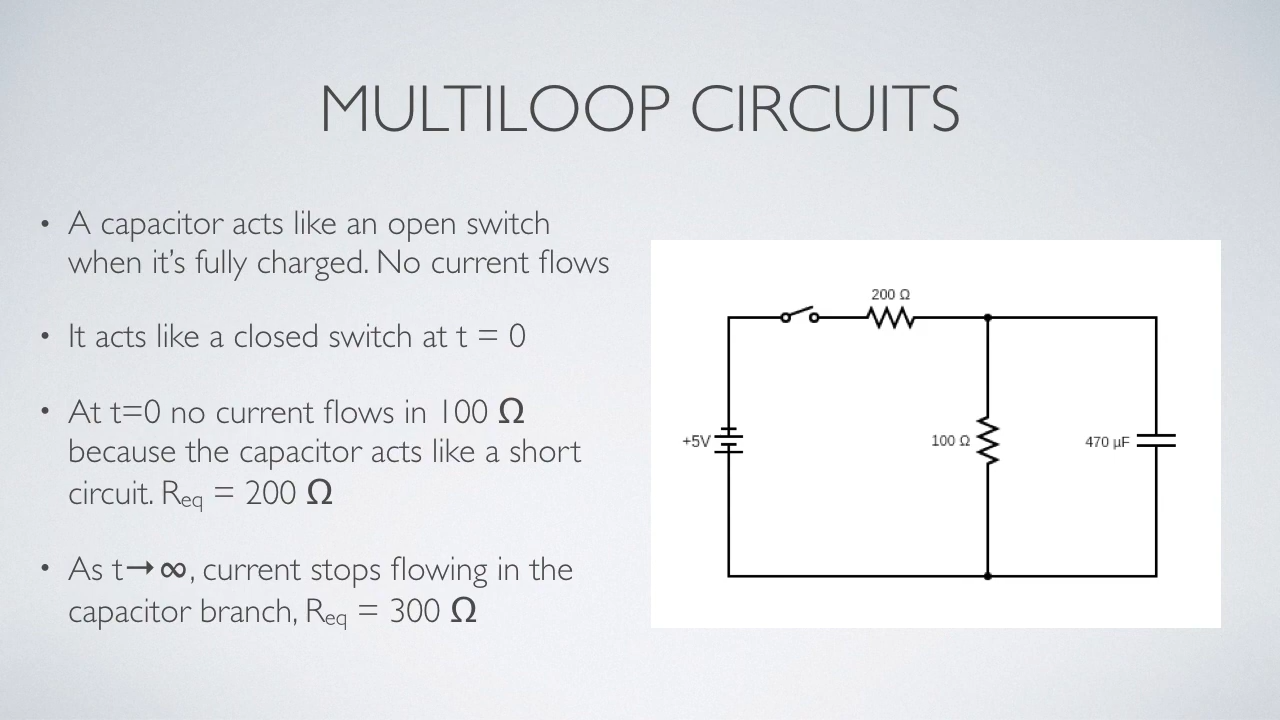 MULTILOOP CIRCUITS
• A capacitor acts like an open switch
when it's fully charged. No current flows
• It acts like a closed switch at t = 0
• At t=0 no current flows in 100 Ω
because the capacitor acts like a short
circuit. Req = 200 Ω
• As t→∞, current stops flowing in the
capacitor branch, Req = 300 Ω
200 Ω
+5V
100 Ω
470 µF